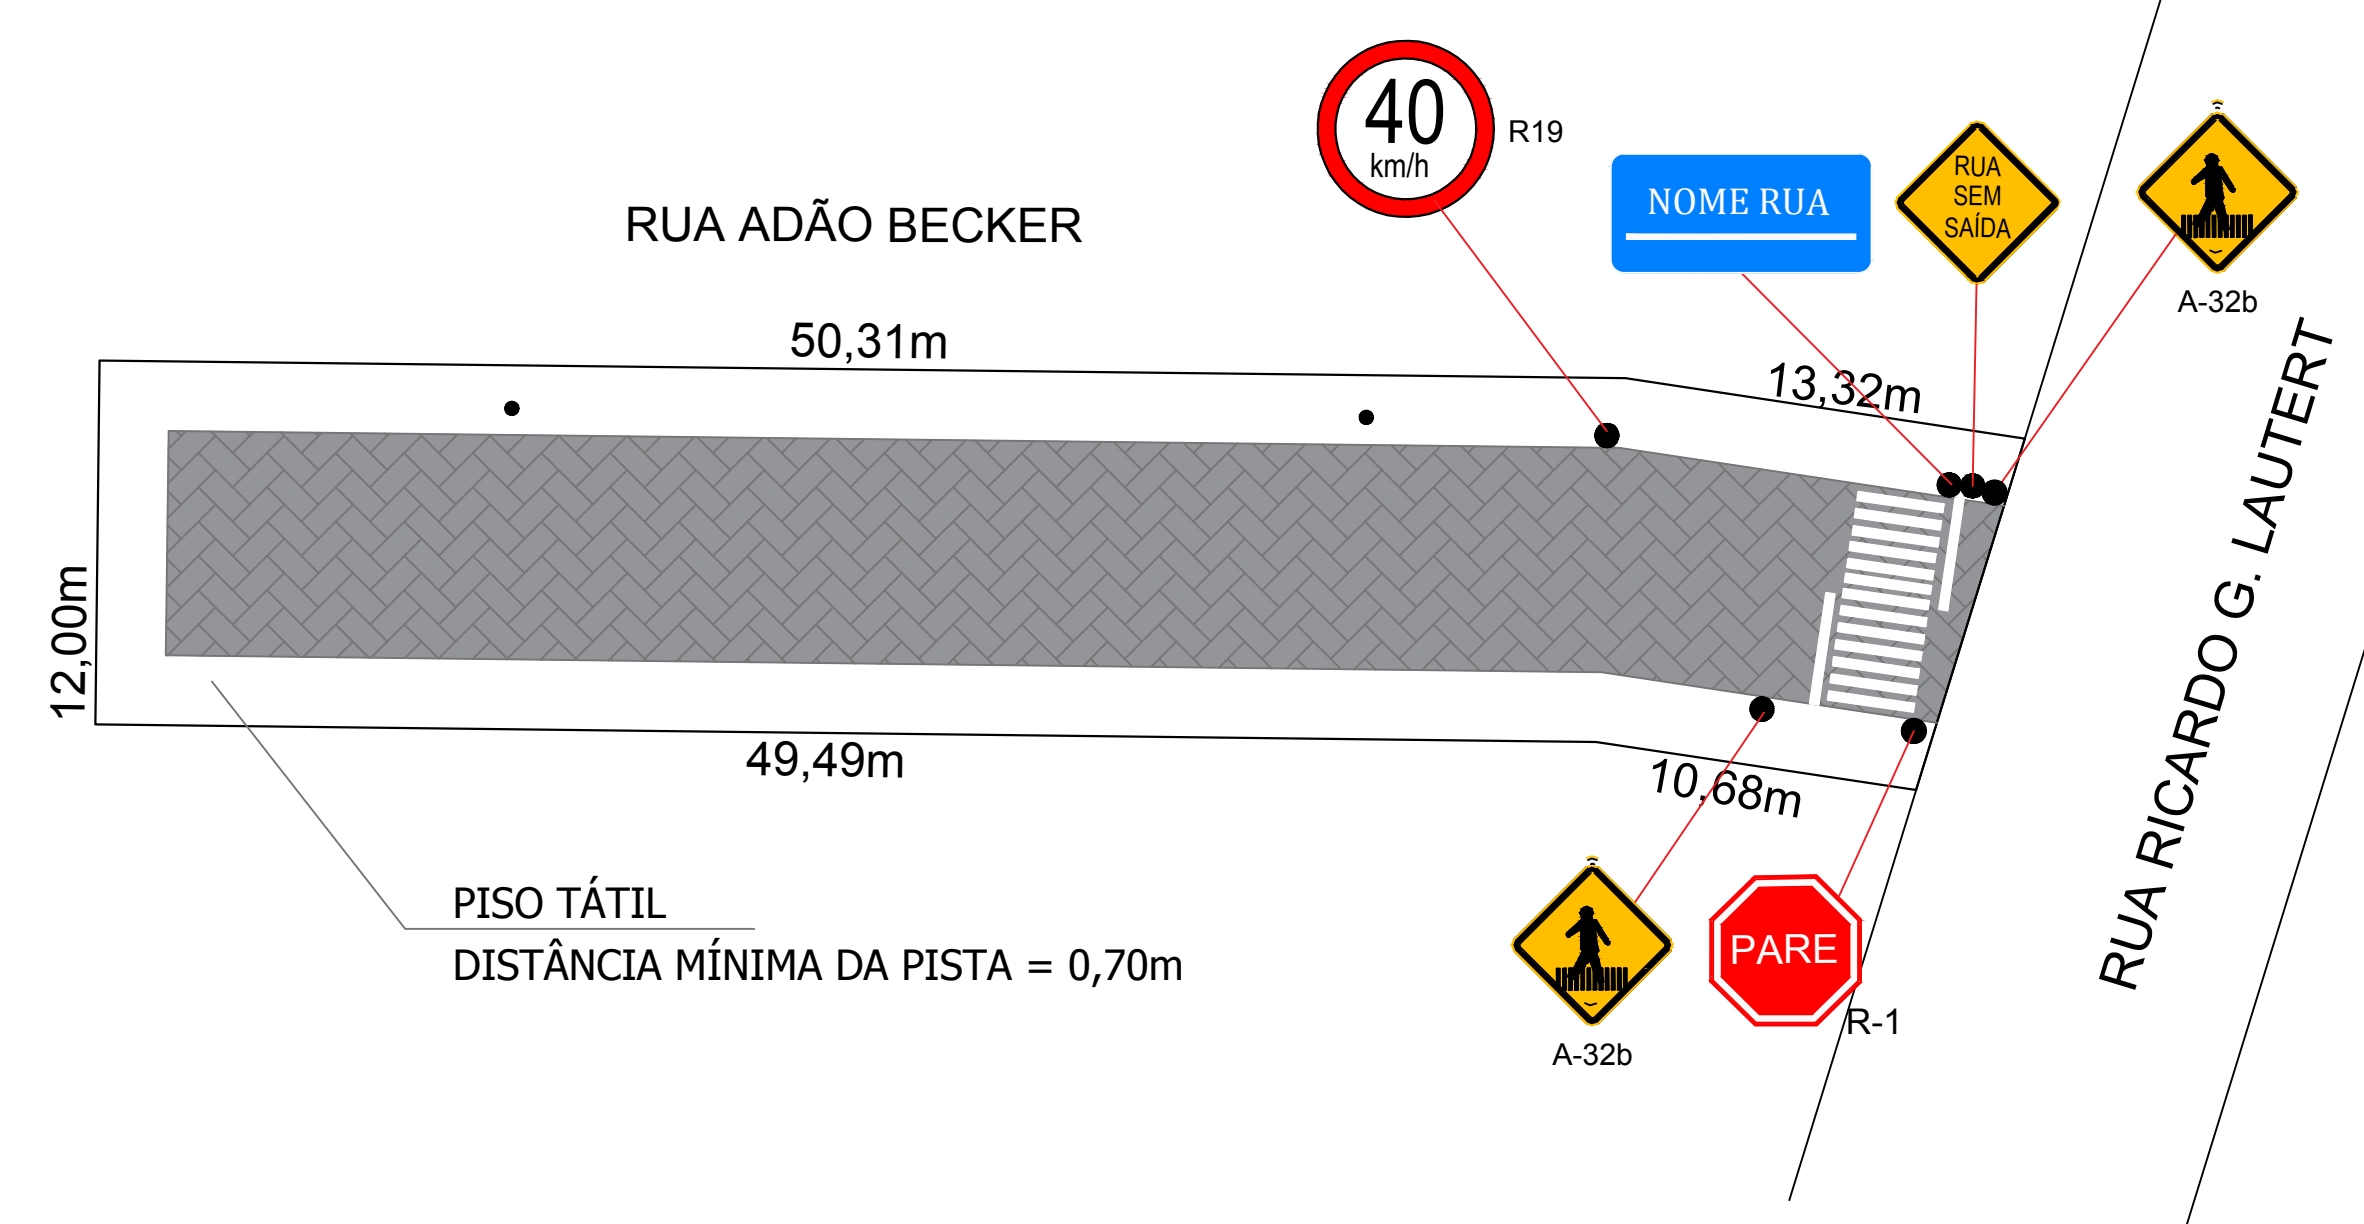 40
km/h
R19
NOME RUA
RUA
SEM
SAÍDA
A-32b
RUA ADÃO BECKER
50,31m
13,32m
12,00m
49,49m
10,68m
RUA RICARDO G. LAUTERT
PISO TÁTIL
DISTÂNCIA MÍNIMA DA PISTA = 0,70m
PARE
R-1
A-32b